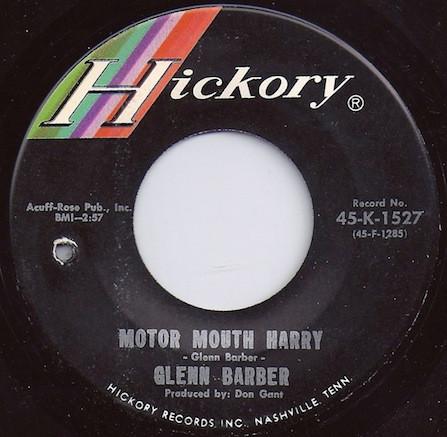 Hickory®
Acuff-Rose Pub., Inc.
BMI—2:57
Record No.
45-K-1527
(45-F-1285)
MOTOR MOUTH HARRY
- Glenn Barber -
GLENN BARBER
Produced by: Don Gant
HICKORY RECORDS INC., NASHVILLE, TENN.